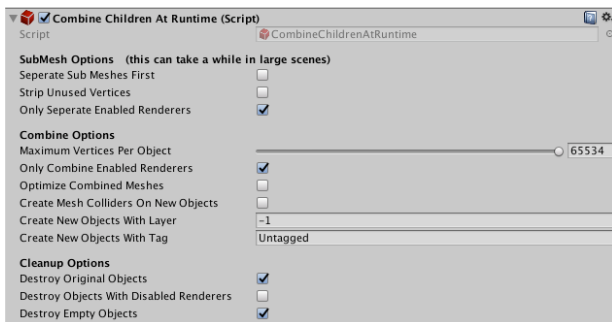 Combine Children At Runtime (Script)
Script CombineChildrenAtRuntime
SubMesh Options (this can take a while in large scenes)
Seperate Sub Meshes First
Strip Unused Vertices
Only Seperate Enabled Renderers
Combine Options
Maximum Vertices Per Object 65534
Only Combine Enabled Renderers
Optimize Combined Meshes
Create Mesh Colliders On New Objects
Create New Objects With Layer -1
Create New Objects With Tag Untagged
Cleanup Options
Destroy Original Objects
Destroy Objects With Disabled Renderers
Destroy Empty Objects